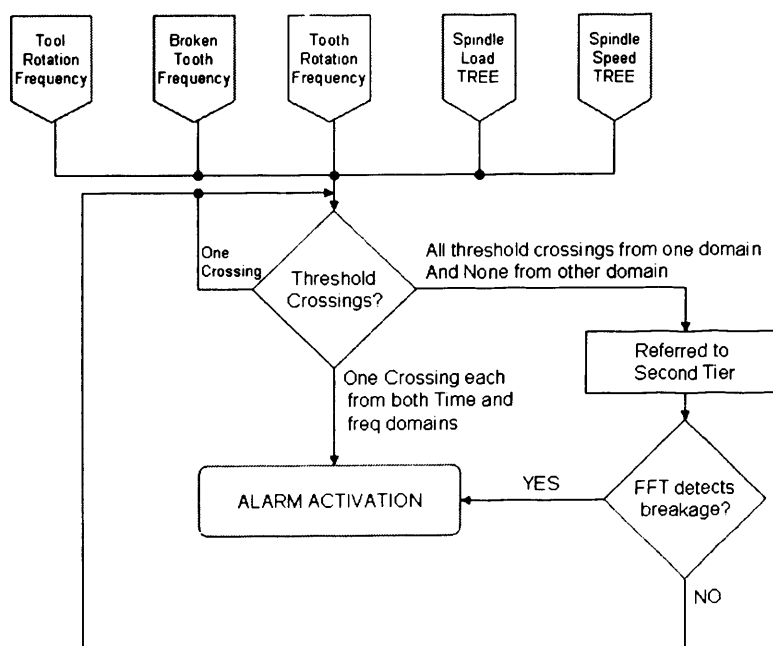 Tool
Rotation
Frequency
Broken
Tooth
Frequency
Tooth
Rotation
Frequency
Spindle
Load
TREE
Spindle
Speed
TREE
One
Crossing
Threshold
Crossings?
All threshold crossings from one domain
And None from other domain
Referred to
Second Tier
One Crossing each
from both Time and
freq domains
ALARM ACTIVATION
YES
FFT detects
breakage?
NO